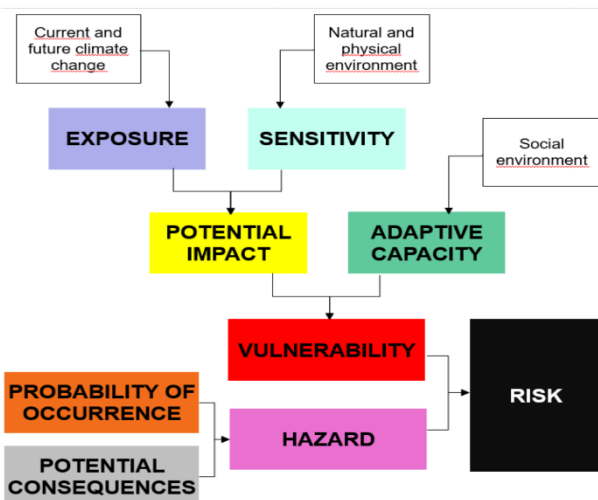 Current and
future climate
change
Natural and
physical
environment
EXPOSURE
SENSITIVITY
Social
environment
POTENTIAL
IMPACT
ADAPTIVE
CAPACITY
VULNERABILITY
PROBABILITY OF
OCCURRENCE
RISK
HAZARD
POTENTIAL
CONSEQUENCES